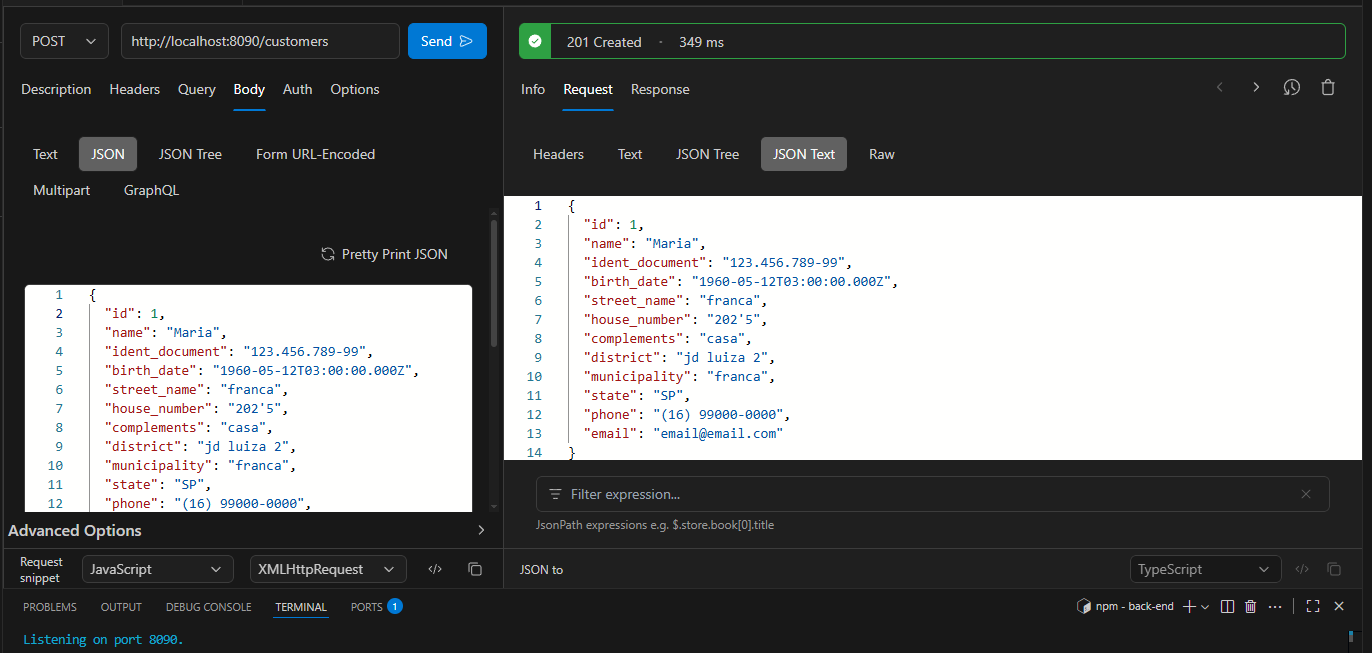 POST
http://localhost:8090/customers
Send
Description Headers Query Body Auth Options
Text JSON JSON Tree Form URL-Encoded
Multipart GraphQL
Pretty Print JSON
1 {
2 "id": 1,
3 "name": "Maria",
4 "ident_document": "123.456.789-99",
5 "birth_date": "1960-05-12T03:00:00.000Z",
6 "street_name": "franca",
7 "house_number": "202'5",
8 "complements": "casa",
9 "district": "jd luiza 2",
10 "municipality": "franca",
11 "state": "SP",
12 "phone": "(16) 99000-0000",
Advanced Options
Request
snippet
JavaScript
XMLHttpRequest
</>
201 Created · 349 ms
Info Request Response
Headers Text JSON Tree JSON Text Raw
1 {
2 "id": 1,
3 "name": "Maria",
4 "ident_document": "123.456.789-99",
5 "birth_date": "1960-05-12T03:00:00.000Z",
6 "street_name": "franca",
7 "house_number": "202'5",
8 "complements": "casa",
9 "district": "jd luiza 2",
10 "municipality": "franca",
11 "state": "SP",
12 "phone": "(16) 99000-0000",
13 "email": "email@email.com"
14 }
Filter expression...
JsonPath expressions e.g. $.store.book[0].title
JSON to
TypeScript
</>
PROBLEMS OUTPUT DEBUG CONSOLE TERMINAL PORTS 1
npm - back-end
Listening on port 8090.